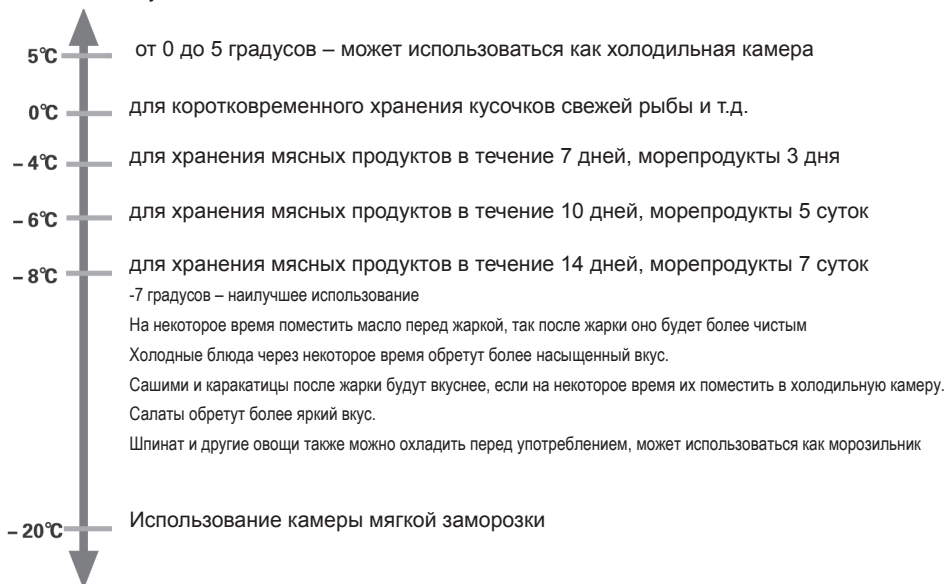 5℃ от 0 до 5 градусов – может использоваться как холодильная камера
0℃ для коротковременного хранения кусочков свежей рыбы и т.д.
– 4℃ для хранения мясных продуктов в течение 7 дней, морепродукты 3 дня
– 6℃ для хранения мясных продуктов в течение 10 дней, морепродукты 5 суток
– 8℃ для хранения мясных продуктов в течение 14 дней, морепродукты 7 суток
-7 градусов – наилучшее использование
На некоторое время поместить масло перед жаркой, так после жарки оно будет более чистым
Холодные блюда через некоторое время обретут более насыщенный вкус.
Сашими и каракатицы после жарки будут вкуснее, если на некоторое время их поместить в холодильную камеру.
Салаты обретут более яркий вкус.
Шпинат и другие овощи также можно охладить перед употреблением, может использоваться как морозильник
– 20℃ Использование камеры мягкой заморозки